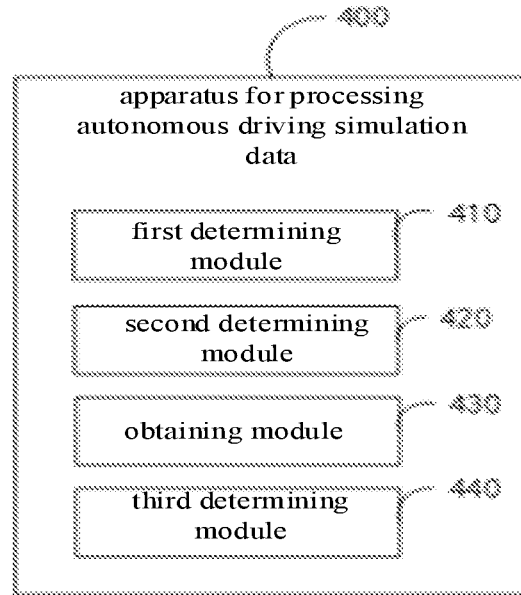 400
apparatus for processing
autonomous driving simulation
data
410
first determining
module
420
second determining
module
430
obtaining module
440
third determining
module